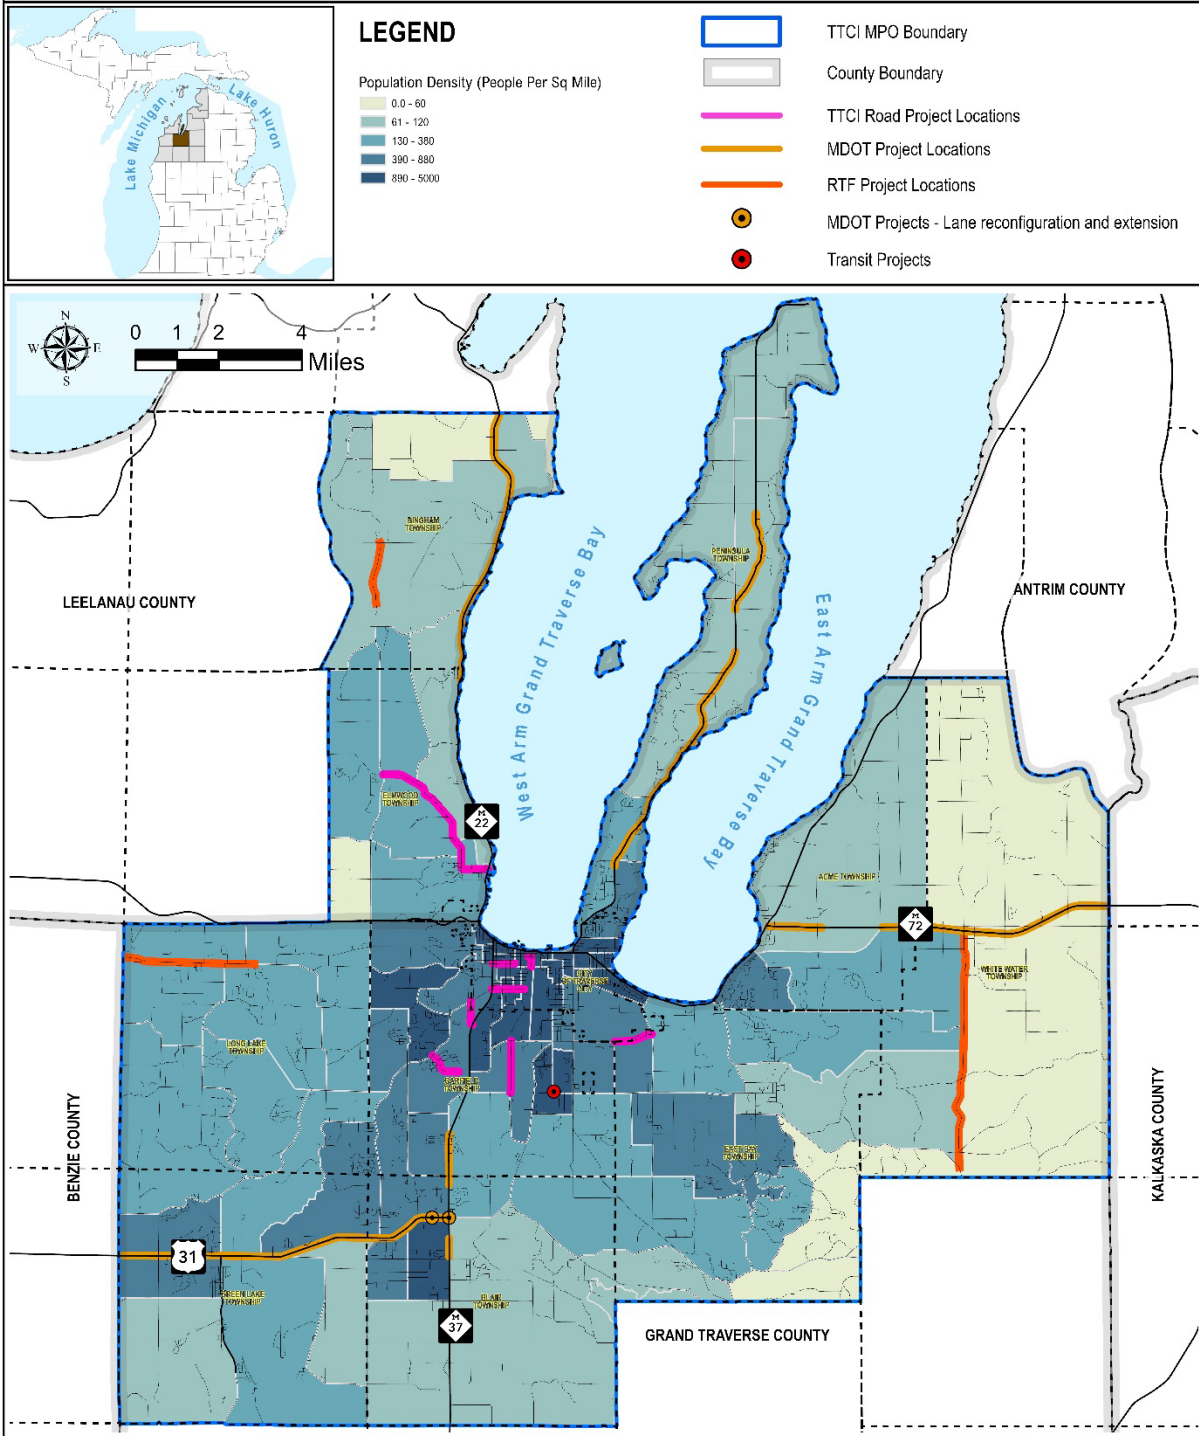 LEGEND
Population Density (People Per Sq Mile)
0.0 - 60
61 - 120
130 - 380
390 - 880
890 - 5000
TTCI MPO Boundary
County Boundary
TTCI Road Project Locations
MDOT Project Locations
RTF Project Locations
MDOT Projects - Lane reconfiguration and extension
Transit Projects
Lake Michigan
Lake Huron
N
W
E
S
0 1 2 4
Miles
BINGHAM
TOWNSHIP
PENINSULA
TOWNSHIP
LEELANAU COUNTY
ANTRIM COUNTY
West Arm Grand Traverse Bay
East Arm Grand Traverse Bay
ELMWOOD
TOWNSHIP
M
22
ACME TOWNSHIP
M
72
WHITE WATER
TOWNSHIP
CITY
OF TRAVERSE
CITY
LONG LAKE
TOWNSHIP
GARFIELD
TOWNSHIP
BENZIE COUNTY
KALKASKA COUNTY
EAST BAY
TOWNSHIP
31
GREEN LAKE
TOWNSHIP
BLAIR
TOWNSHIP
M
37
GRAND TRAVERSE COUNTY